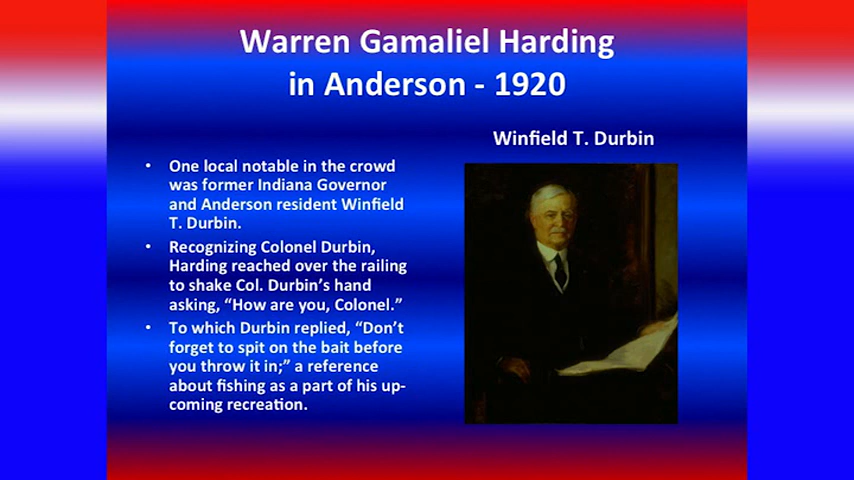 Warren Gamaliel Harding
in Anderson - 1920
Winfield T. Durbin
• One local notable in the crowd
was former Indiana Governor
and Anderson resident Winfield
T. Durbin.
• Recognizing Colonel Durbin,
Harding reached over the railing
to shake Col. Durbin’s hand
asking, “How are you, Colonel.”
• To which Durbin replied, “Don’t
forget to spit on the bait before
you throw it in;” a reference
about fishing as a part of his up-
coming recreation.